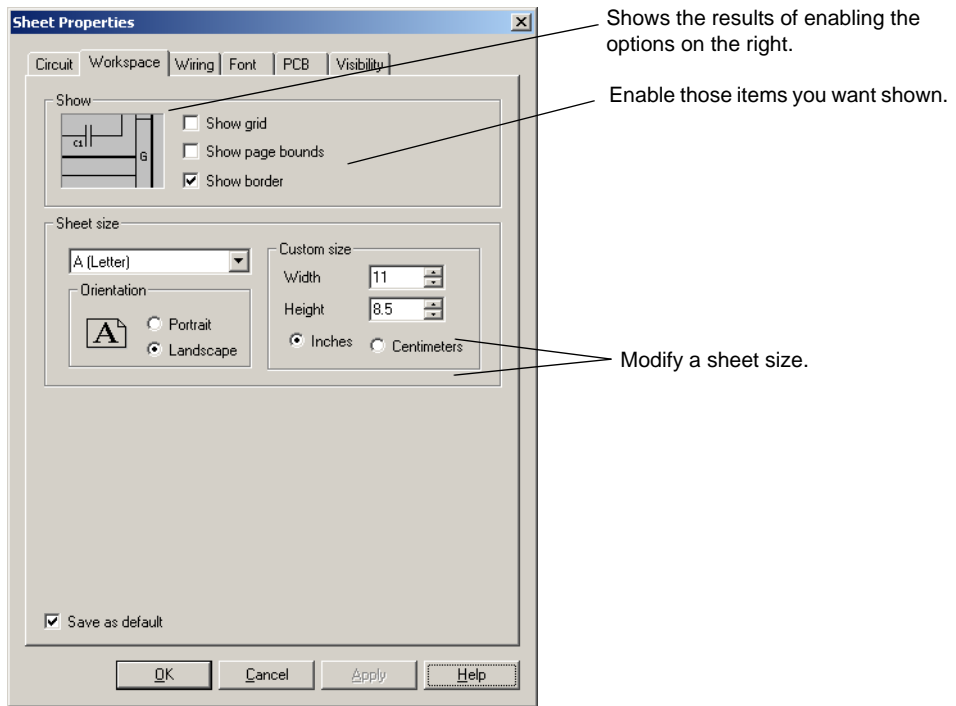 Sheet Properties
Shows the results of enabling the
options on the right.
Circuit Workspace Wiring Font PCB Visibility
Enable those items you want shown.
Show
C1
G
Show grid
Show page bounds
Show border
Sheet size
A (Letter)
Orientation
A
Portrait
Landscape
Custom size
Width 11
Height 8.5
Inches Centimeters
Modify a sheet size.
Save as default
OK Cancel Apply Help